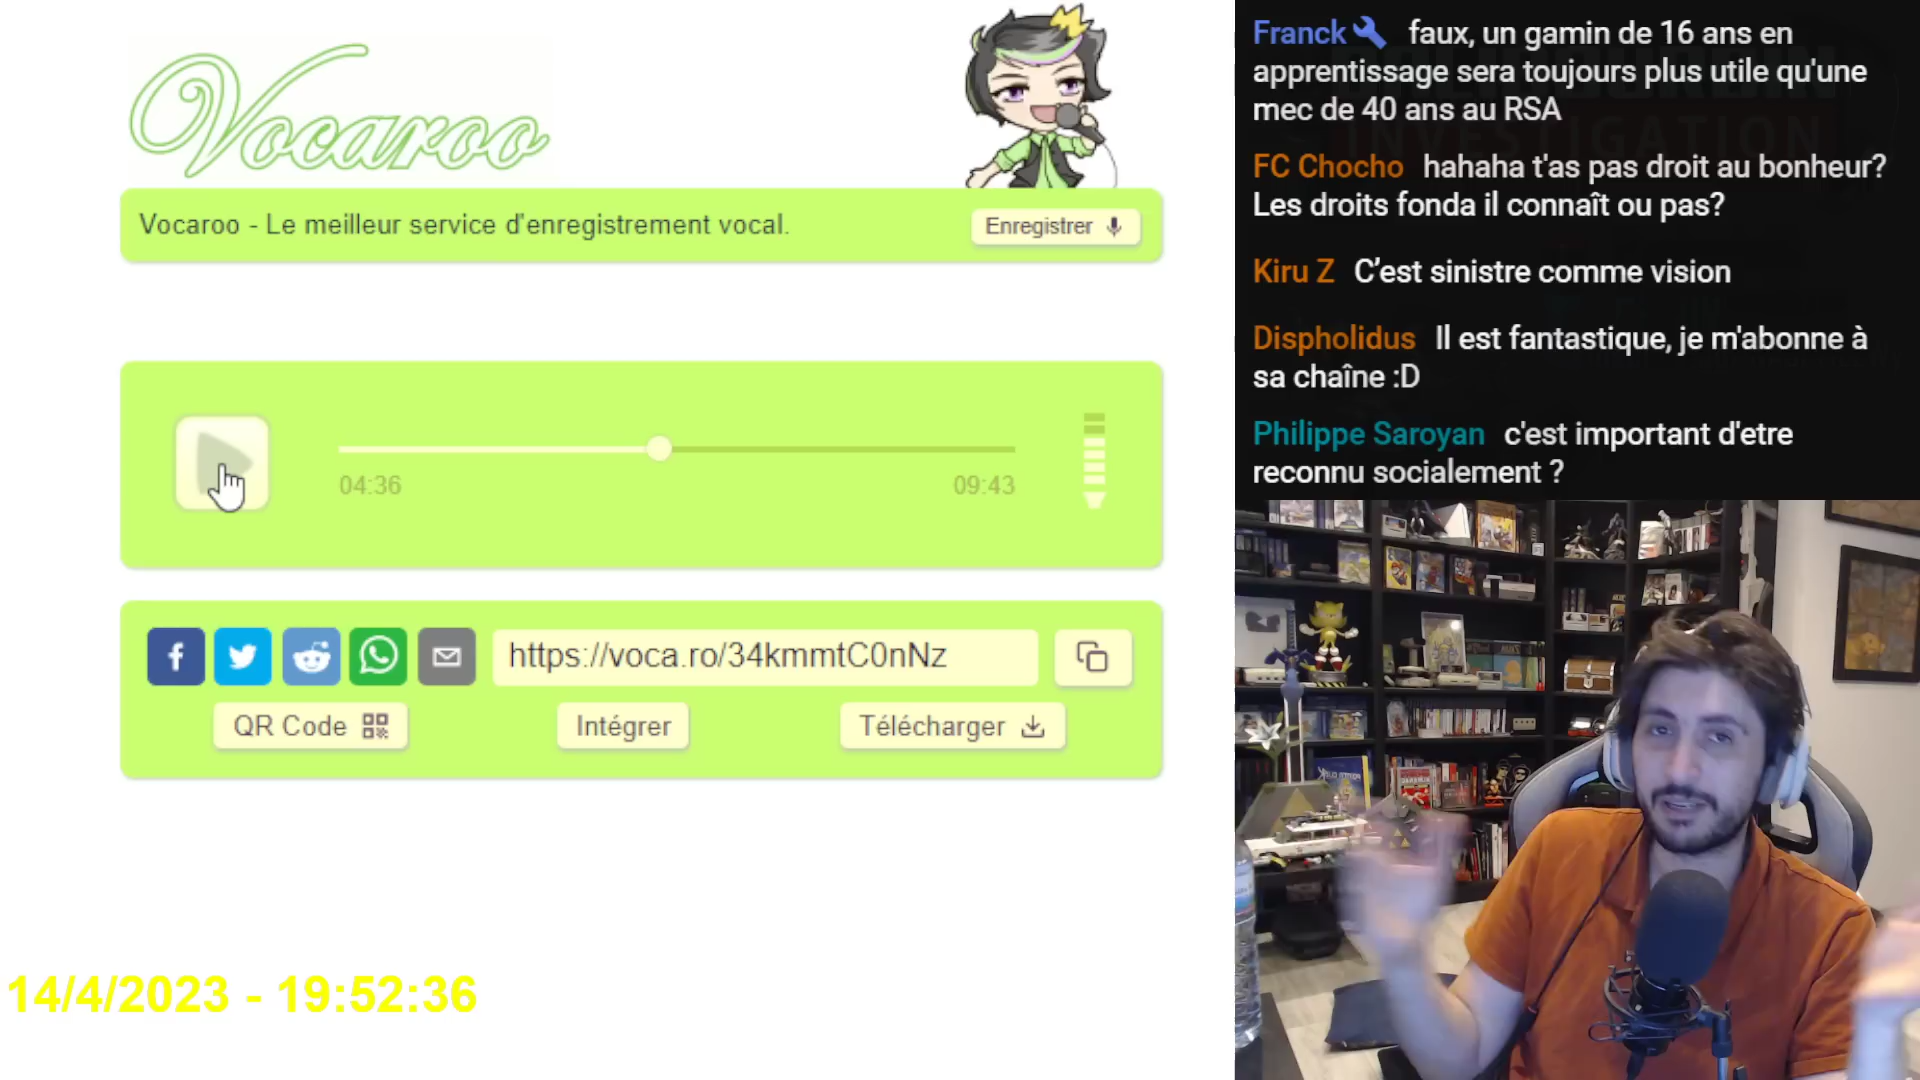 Vocaroo
Vocaroo - Le meilleur service d'enregistrement vocal.
Enregistrer
04:36
09:43
https://voca.ro/34kmmtC0nNz
QR Code
Intégrer
Télécharger
14/4/2023 - 19:52:36
Franck faux, un gamin de 16 ans en
apprentissage sera toujours plus utile qu'une
mec de 40 ans au RSA
FC Chocho hahaha t'as pas droit au bonheur?
Les droits fonda il connaît ou pas?
Kiru Z C’est sinistre comme vision
Dispholidus Il est fantastique, je m'abonne à
sa chaîne :D
Philippe Saroyan c'est important d'etre
reconnu socialement ?
INVESTIGATION